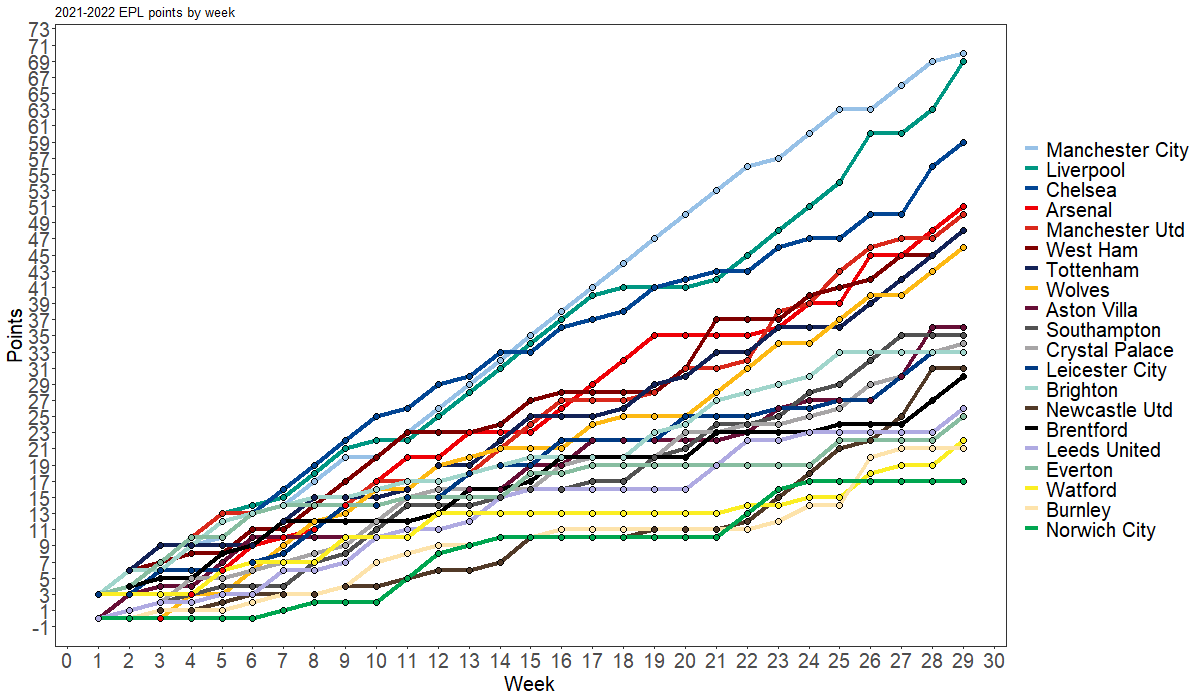 2021-2022 EPL points by week
73
71
69
67
65
63
61
59
57
55
53
51
49
47
45
43
41
39
37
35
33
31
29
27
25
23
21
19
17
15
13
11
9
7
5
3
1
-1
Points
0 1 2 3 4 5 6 7 8 9 10 11 12 13 14 15 16 17 18 19 20 21 22 23 24 25 26 27 28 29 30
Week
Manchester City
Liverpool
Chelsea
Arsenal
Manchester Utd
West Ham
Tottenham
Wolves
Aston Villa
Southampton
Crystal Palace
Leicester City
Brighton
Newcastle Utd
Brentford
Leeds United
Everton
Watford
Burnley
Norwich City